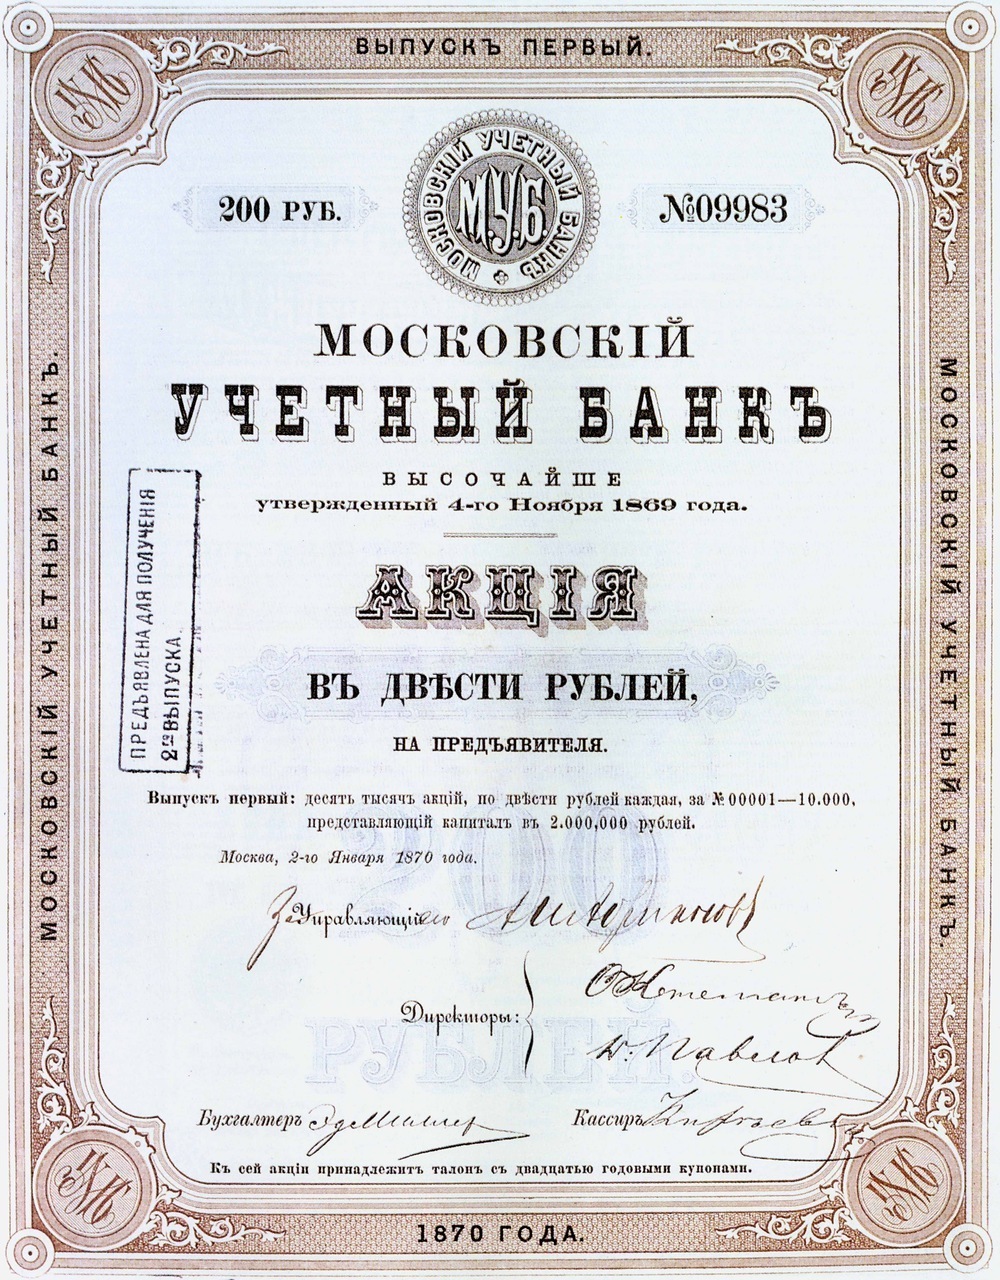 ВЫПУСКЪ ПЕРВЫЙ.
МОСКОВСКІЙ УЧЕТНЫЙ БАНКЪ
М.У.Б.
200 РУБ.
№09983
МОСКОВСКІЙ
УЧЕТНЫЙ БАНКЪ
ВЫСОЧАЙШЕ
утвержденный 4-го Ноября 1869 года.
АКЦІЯ
ВЪ ДВѢСТИ РУБЛЕЙ,
НА ПРЕДЪЯВИТЕЛЯ.
Выпускъ первый: десять тысячъ акцій, по двѣсти рублей каждая, за №00001—10.000,
представляющій капиталъ въ 2.000,000 рублей.
Москва, 2-го Января 1870 года.
За Управляющій
Директоры:
Павлов
Бухгалтеръ
Кассиръ
Къ сей акціи принадлежитъ талонъ съ двадцатью годовыми купонами.
1870 ГОДА.
МОСКОВСКІЙ УЧЕТНЫЙ БАНКЪ.
МОСКОВСКІЙ УЧЕТНЫЙ БАНКЪ.
ПРЕДЪЯВЛЕНА ДЛЯ ПОЛУЧЕНІЯ
2го ВЫПУСКА
200
РУБЛЕЙ.